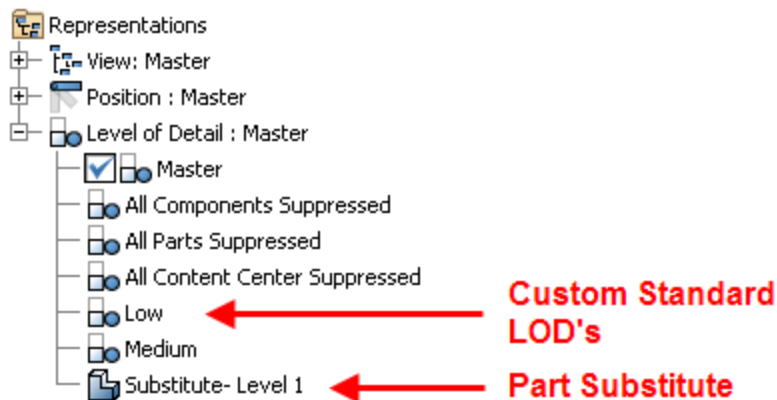 Representations
View: Master
Position : Master
Level of Detail : Master
Master
All Components Suppressed
All Parts Suppressed
All Content Center Suppressed
Low
Custom Standard
LOD's
Medium
Substitute- Level 1
Part Substitute